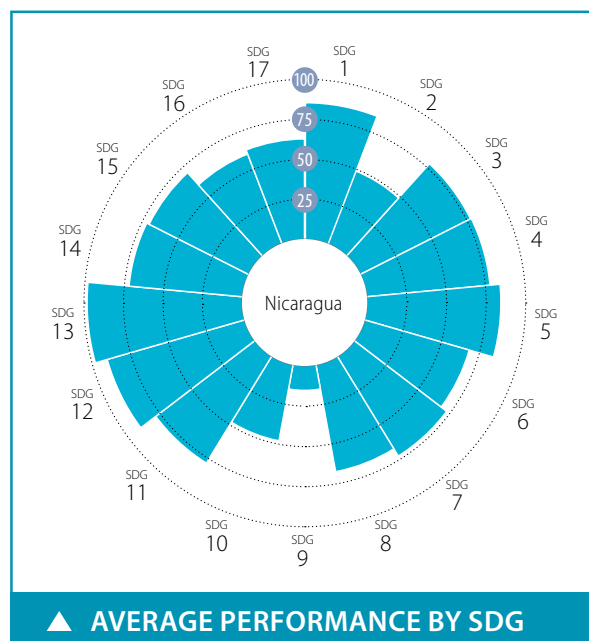 SDG
1
SDG
2
SDG
3
SDG
4
SDG
5
SDG
6
SDG
7
SDG
8
SDG
9
SDG
10
SDG
11
SDG
12
SDG
13
SDG
14
SDG
15
SDG
16
SDG
17
100
75
50
25
Nicaragua
AVERAGE PERFORMANCE BY SDG